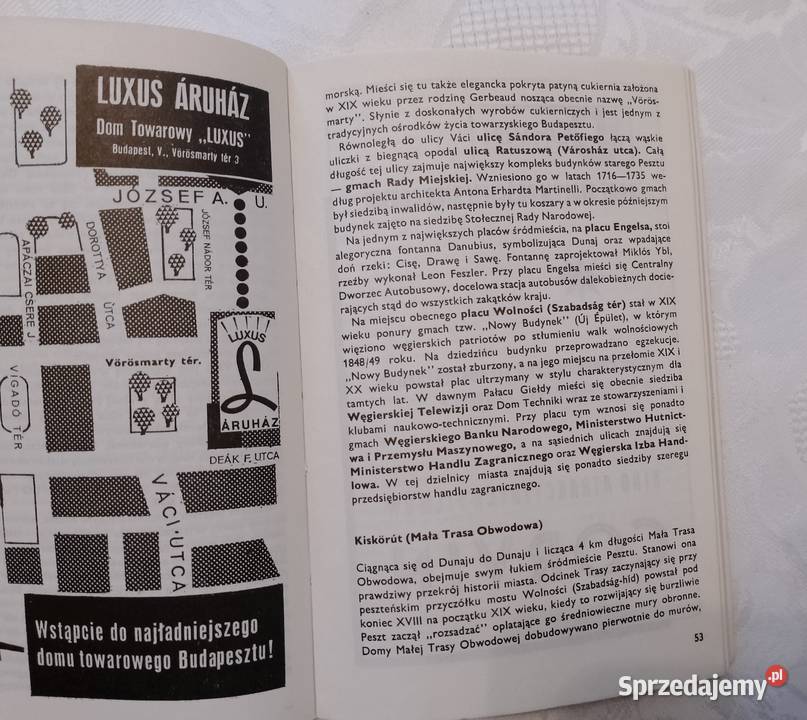 LUXUS ÁRUHÁZ
Dom Towarowy „LUXUS"
Budapest, V., Vörösmarty tér 3
JÓZSEF A. U.
DOROTTYA
UTCA
JÓZSEF NÁDOR TÉR
APÁCZAI CSERE J.
LUXUS
ÁRUHÁZ
Vörösmarty tér.
VIGADÓ TÉR
DEÁK F. UTCA
VÁCI UTCA
Wstąpcie do najładniejszego
domu towarowego Budapesztu!
morską. Mieści się tu także elegancka pokryta patyną cukiernia założona
w XIX wieku przez rodzinę Gerbeaud nosząca obecnie nazwę „Vörös-
marty". Słynie z doskonałych wyrobów cukierniczych i jest jednym z
tradycyjnych ośrodków życia towarzyskiego Budapesztu.
Równoległą do ulicy Váci ulicę Sándora Petőfiego łączą wąskie
uliczki z biegnącą opodal ulicą Ratuszową (Városház utca). Całą
długość tej ulicy zajmuje największy kompleks budynków starego Pesztu
— gmach Rady Miejskiej. Wzniesiono go w latach 1716—1735 we-
dług projektu architekta Antona Erhardta Martinelli. Początkowo gmach
był siedzibą inwalidów, następnie były tu koszary a w okresie późniejszym
budynek zajęto na siedzibę Stołecznej Rady Narodowej.
Na jednym z największych placów śródmieścia, na placu Engelsa, stoi
alegoryczna fontanna Danubius, symbolizująca Dunaj oraz wpadające
doń rzeki: Cisę, Drawę i Sawę. Fontannę zaprojektował Miklós Ybl,
rzeźby wykonał Leon Feszler. Przy placu Engelsa mieści się Centralny
Dworzec Autobusowy, docelowa stacja autobusów dalekobieżnych docie-
rających stąd do wszystkich zakątków kraju.
Na miejscu obecnego placu Wolności (Szabadság tér) stał w XIX
wieku ponury gmach tzw. „Nowy Budynek" (Új Épület), w którym
więziono węgierskich patriotów po stłumieniu walk wolnościowych
1848/49 roku. Na dziedzińcu budynku przeprowadzano egzekucje.
„Nowy Budynek" został zburzony, a na jego miejscu na przełomie XIX i
XX wieku powstał plac utrzymany w stylu charakterystycznym dla
tamtych lat. W dawnym Pałacu Giełdy mieści się obecnie siedziba
Węgierskiej Telewizji oraz Dom Techniki wraz ze stowarzyszeniami i
klubami naukowo-technicznymi. Przy placu tym wznosi się ponadto
gmach Węgierskiego Banku Narodowego, Ministerstwo Hutnict-
wa i Przemysłu Maszynowego, a na sąsiednich ulicach znajdują się
Ministerstwo Handlu Zagranicznego oraz Węgierska Izba Hand-
lowa. W tej dzielnicy miasta znajdują się ponadto siedziby szeregu
przedsiębiorstw handlu zagranicznego.
Kiskörút (Mała Trasa Obwodowa)
Ciągnąca się od Dunaju do Dunaju i licząca 4 km długości Mała Trasa
Obwodowa, obejmuje swym łukiem śródmieście Pesztu. Stanowi ona
prawdziwy przekrój historii miasta. Odcinek Trasy zaczynający się przy
peszteńskim przyczółku mostu Wolności (Szabadság-híd) powstał pod
koniec XVIII na początku XIX wieku, kiedy to rozwijający się burzliwie
Peszt zaczął „rozsadzać" oplatające go średniowieczne mury obronne.
Domy Małej Trasy Obwodowej dobudowywano pierwotnie do murów,
53
Sprzedajemy.pl